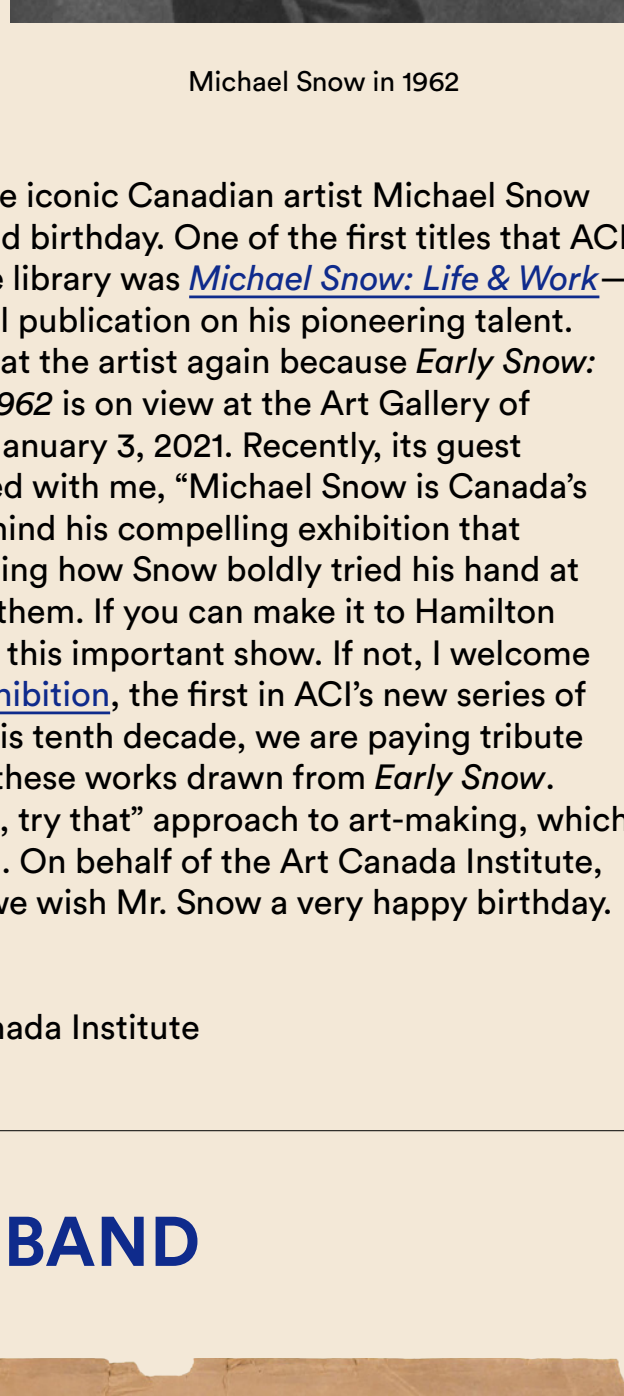 Michael Snow in 1962
e iconic Canadian artist Michael Snow
d birthday. One of the first titles that ACI
e library was Michael Snow: Life & Work—
l publication on his pioneering talent.
at the artist again because Early Snow:
962 is on view at the Art Gallery of
anuary 3, 2021. Recently, its guest
ed with me, “Michael Snow is Canada’s
hind his compelling exhibition that
ing how Snow boldly tried his hand at
them. If you can make it to Hamilton
this important show. If not, I welcome
hibition, the first in ACI’s new series of
is tenth decade, we are paying tribute
these works drawn from Early Snow.
, try that” approach to art-making, which
. On behalf of the Art Canada Institute,
we wish Mr. Snow a very happy birthday.
nada Institute
BAND